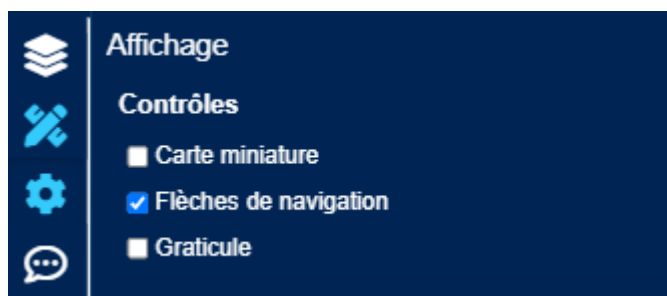 Affichage
Contrôles
Carte miniature
Flèches de navigation
Graticule